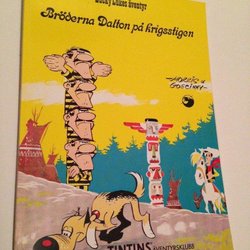 Lucky Lukes äventyr
Bröderna Dalton på krigsstigen
MORRIS
GOSCINNY
TINTINS ÄVENTYRSKLUBB